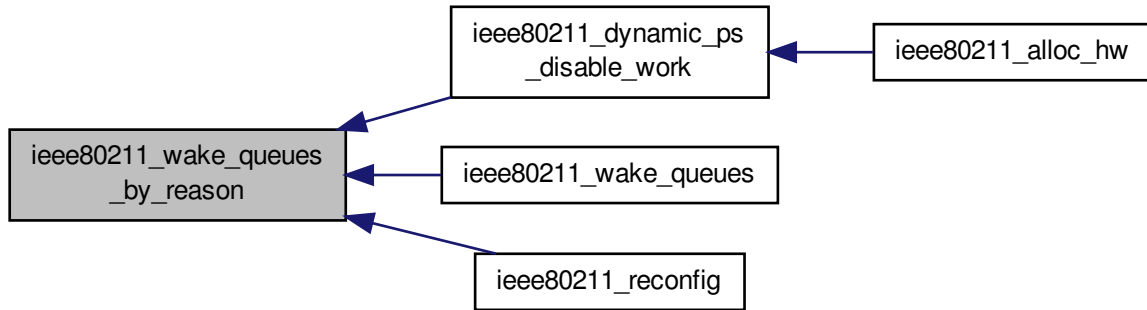 ieee80211_dynamic_ps
_disable_work
ieee80211_alloc_hw
ieee80211_wake_queues
_by_reason
ieee80211_wake_queues
ieee80211_reconfig